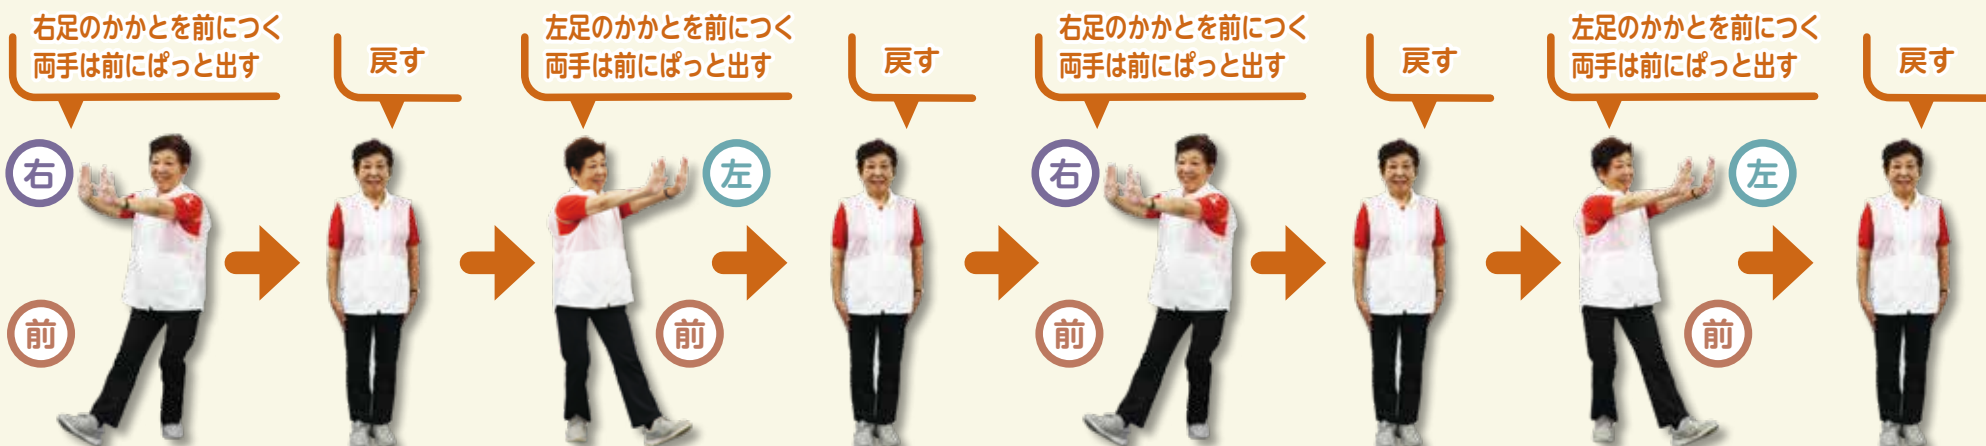 右足のかかとを前につく
両手は前にぱっと出す
戻す
左足のかかとを前につく
両手は前にぱっと出す
戻す
右足のかかとを前につく
両手は前にぱっと出す
戻す
左足のかかとを前につく
両手は前にぱっと出す
戻す
右
左
右
左
前
前
前
前